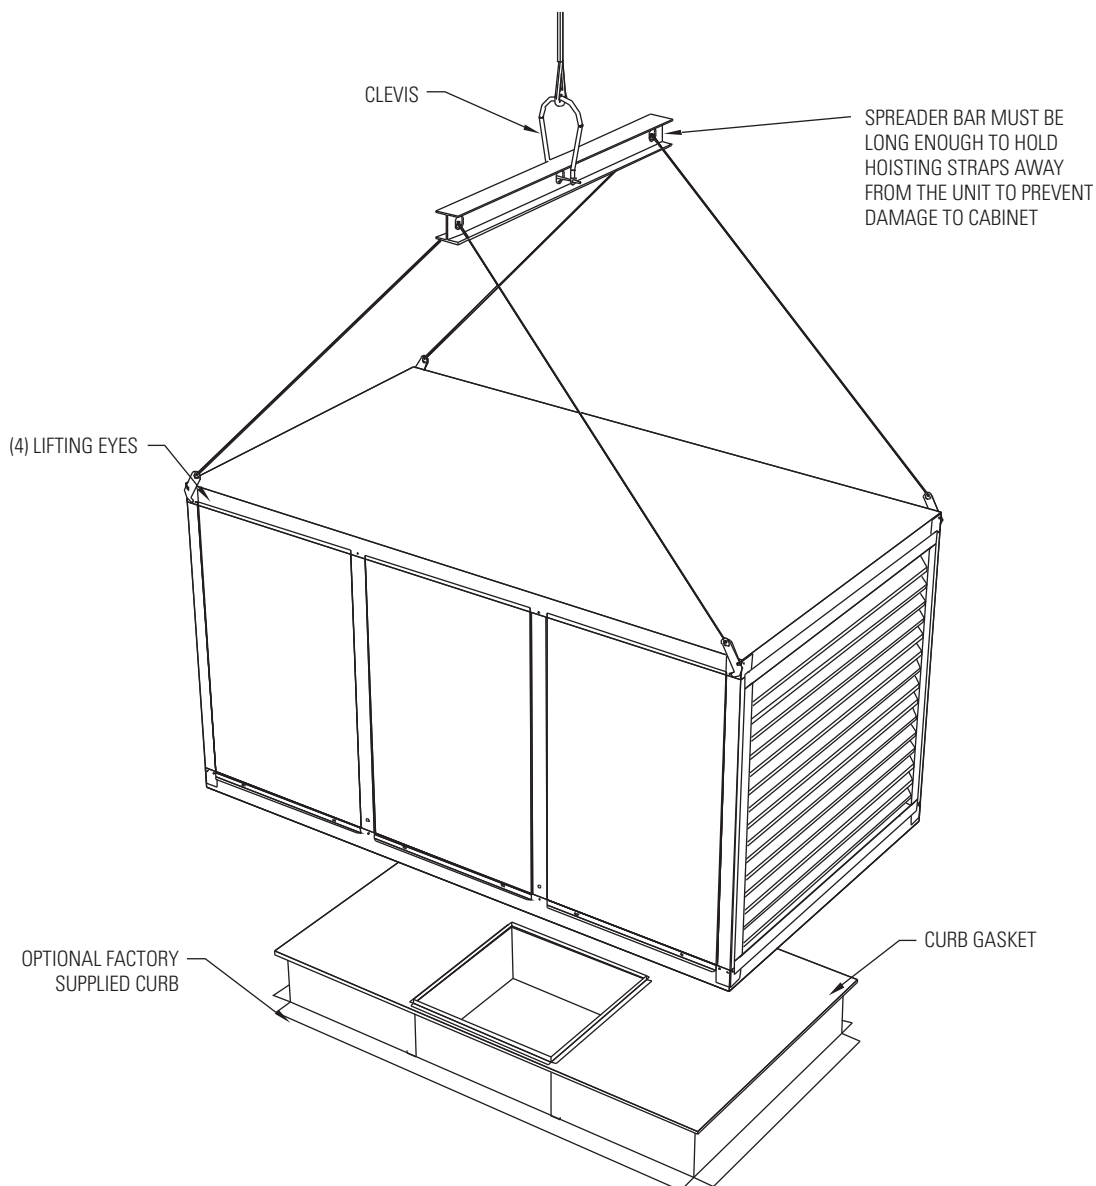 CLEVIS
SPREADER BAR MUST BE
LONG ENOUGH TO HOLD
HOISTING STRAPS AWAY
FROM THE UNIT TO PREVENT
DAMAGE TO CABINET
(4) LIFTING EYES
OPTIONAL FACTORY
SUPPLIED CURB
CURB GASKET